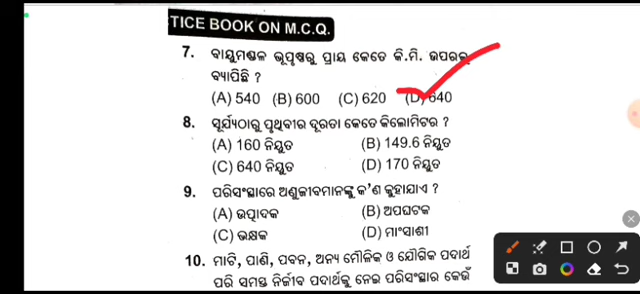 TICE BOOK ON M.C.Q.
7. ବାୟୁମଣ୍ଡଳ ଭୂପୃଷ୍ଠରୁ ପ୍ରାୟ କେତେ କି.ମି. ଉପରକୁ
ବ୍ୟାପିଛି ?
(A) 540 (B) 600 (C) 620 (D) 640
8. ସୂର୍ଯ୍ୟଠାରୁ ପୃଥିବୀର ଦୂରତା କେତେ କିଲୋମିଟର ?
(A) 160 ନିୟୁତ (B) 149.6 ନିୟୁତ
(C) 640 ନିୟୁତ (D) 170 ନିୟୁତ
9. ପରିସଂସ୍ଥାରେ ଅଣୁଜୀବମାନଙ୍କୁ କ'ଣ କୁହାଯାଏ ?
(A) ଉତ୍ପାଦକ (B) ଅପଘଟକ
(C) ଭକ୍ଷକ (D) ମାଂସାଶୀ
10. ମାଟି, ପାଣି, ପବନ, ଅନ୍ୟ ମୌଳିକ ଓ ଯୌଗିକ ପଦାର୍ଥ
ପରି ସମସ୍ତ ନିର୍ଜୀବ ପଦାର୍ଥକୁ ନେଇ ପରିସଂସ୍ଥାର କେଉଁ